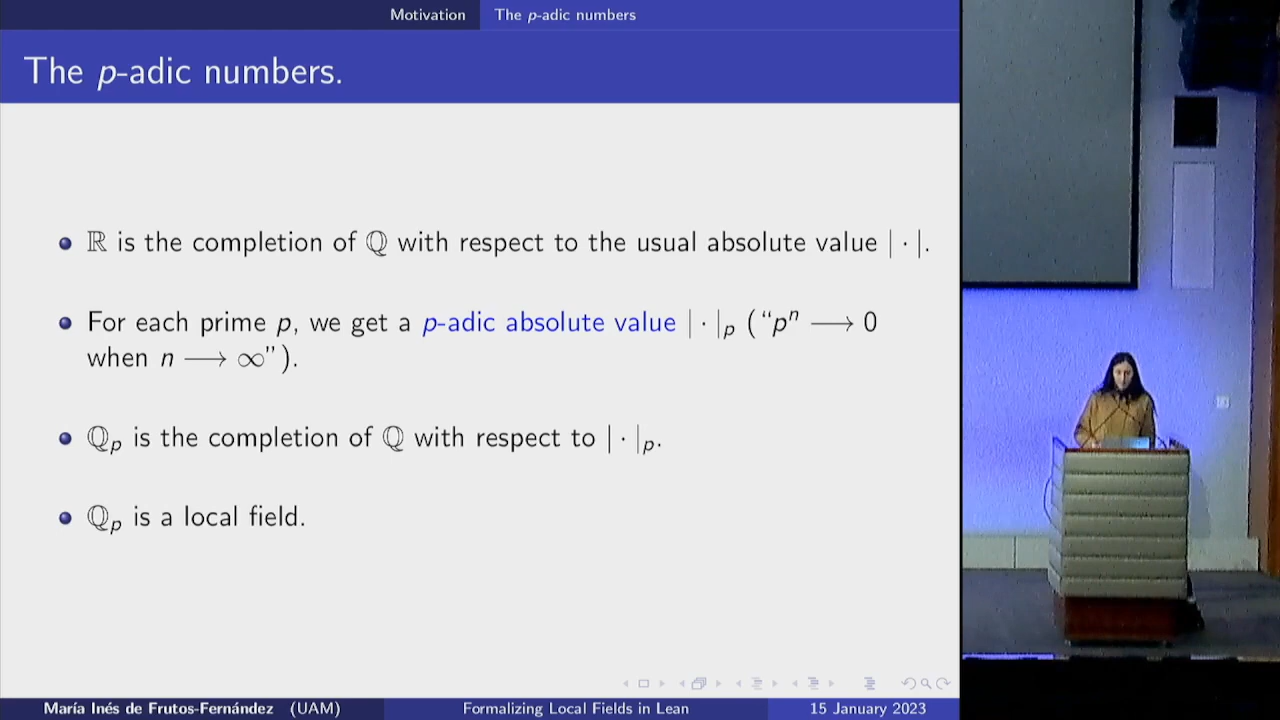 Motivation The p-adic numbers
The p-adic numbers.
ℝ is the completion of ℚ with respect to the usual absolute value | · |.
For each prime p, we get a p-adic absolute value | · |ₚ (“pⁿ ⟶ 0
when n ⟶ ∞”).
ℚₚ is the completion of ℚ with respect to | · |ₚ.
ℚₚ is a local field.
María Inés de Frutos-Fernández (UAM) Formalizing Local Fields in Lean 15 January 2023